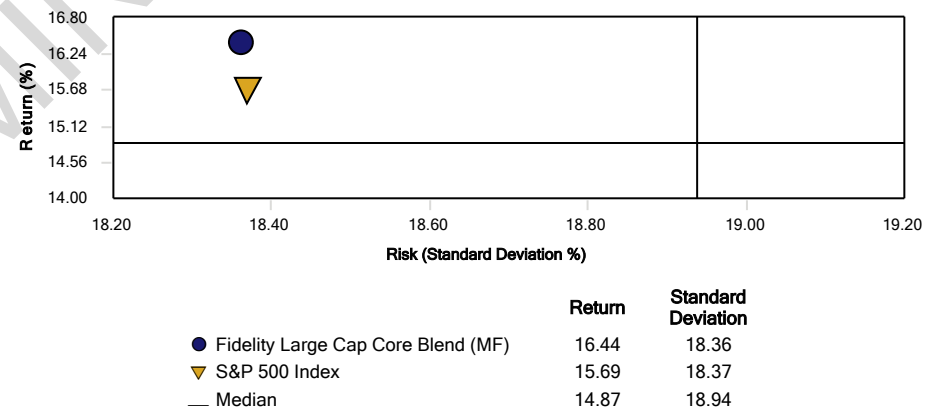 16.80
16.24
15.68
15.12
14.56
14.00
Return (%)
18.20 18.40 18.60 18.80 19.00 19.20
Risk (Standard Deviation %)
Return Standard Deviation
Fidelity Large Cap Core Blend (MF) 16.44 18.36
S&P 500 Index 15.69 18.37
Median 14.87 18.94